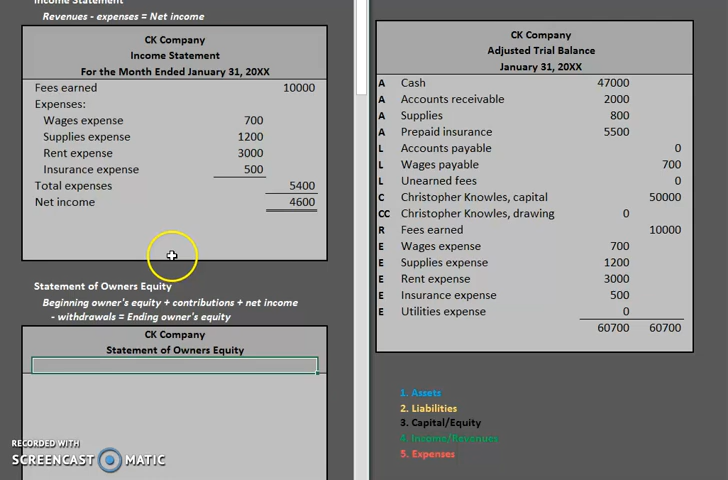 Income Statement
Revenues - expenses = Net income
CK Company
Income Statement
For the Month Ended January 31, 20XX
Fees earned 10000
Expenses:
Wages expense 700
Supplies expense 1200
Rent expense 3000
Insurance expense 500
Total expenses 5400
Net income 4600
Statement of Owners Equity
Beginning owner's equity + contributions + net income
- withdrawals = Ending owner's equity
CK Company
Statement of Owners Equity
RECORDED WITH
SCREENCAST MATIC
CK Company
Adjusted Trial Balance
January 31, 20XX
A Cash 47000
A Accounts receivable 2000
A Supplies 800
A Prepaid insurance 5500
L Accounts payable 0
L Wages payable 700
L Unearned fees 0
C Christopher Knowles, capital 50000
CC Christopher Knowles, drawing 0
R Fees earned 10000
E Wages expense 700
E Supplies expense 1200
E Rent expense 3000
E Insurance expense 500
E Utilities expense 0
60700 60700
1. Assets
2. Liabilities
3. Capital/Equity
4. Income/Revenues
5. Expenses